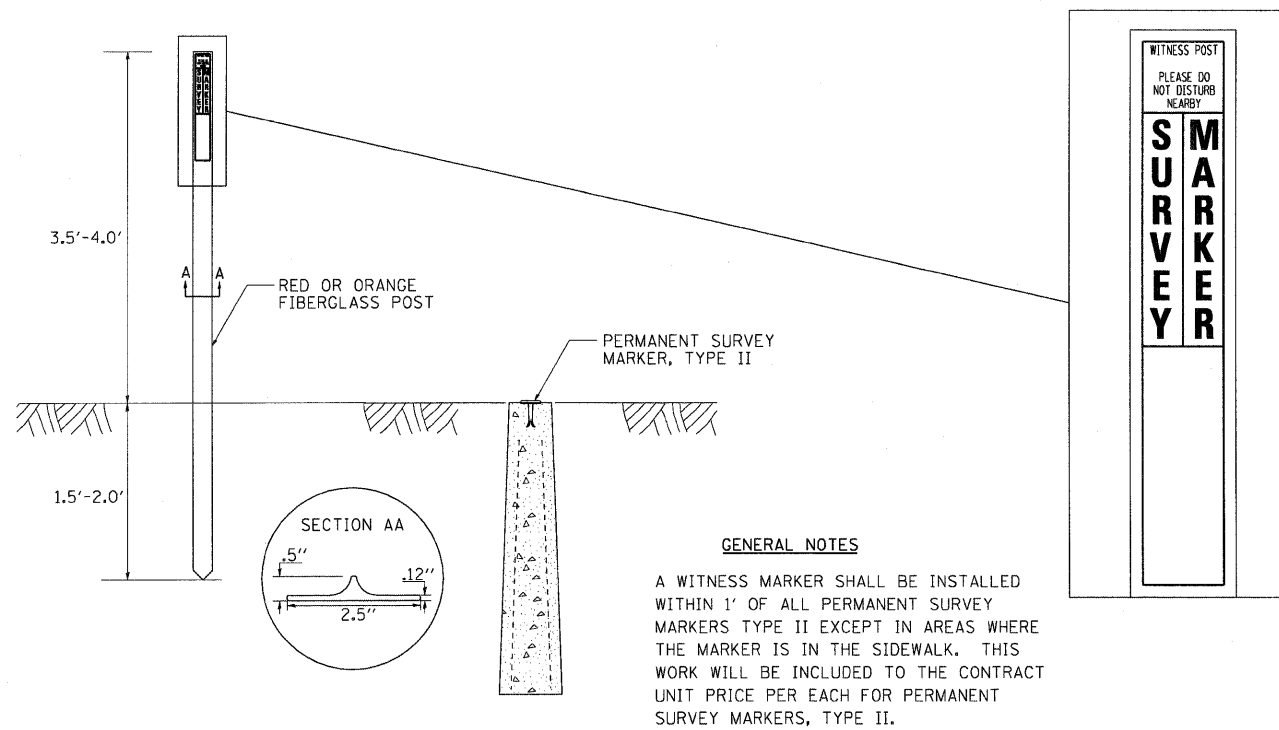 WITNESS POST
PLEASE DO
NOT DISTURB
NEARBY
SURVEY
MARKER
SURVEY
MARKER
3.5'-4.0'
A A
RED OR ORANGE
FIBERGLASS POST
PERMANENT SURVEY
MARKER, TYPE II
1.5'-2.0'
SECTION AA
.5"
.12"
2.5"
GENERAL NOTES
A WITNESS MARKER SHALL BE INSTALLED
WITHIN 1' OF ALL PERMANENT SURVEY
MARKERS TYPE II EXCEPT IN AREAS WHERE
THE MARKER IS IN THE SIDEWALK. THIS
WORK WILL BE INCLUDED TO THE CONTRACT
UNIT PRICE PER EACH FOR PERMANENT
SURVEY MARKERS, TYPE II.